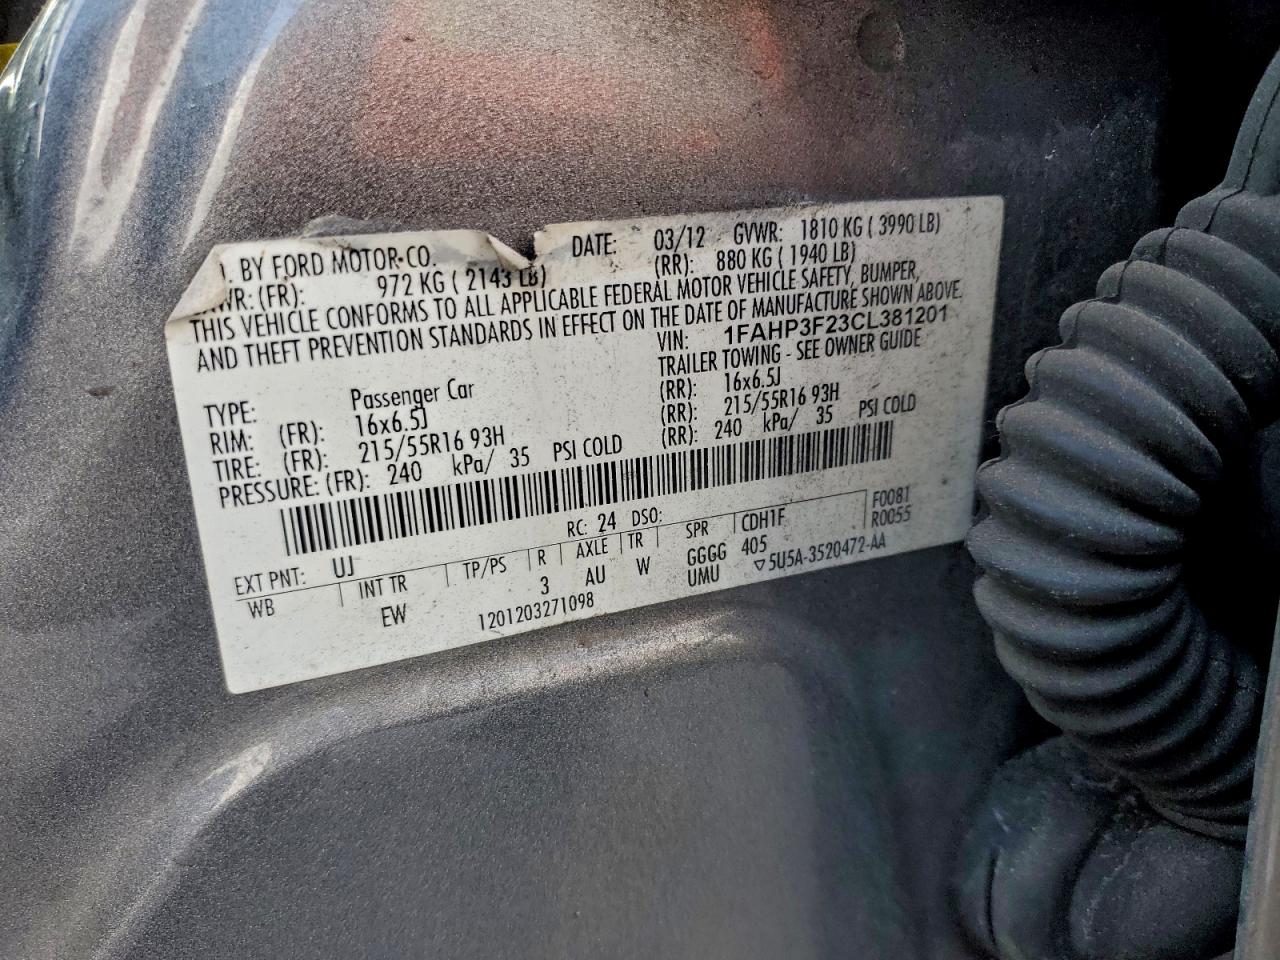 . BY FORD MOTOR CO. DATE: 03/12 GVWR: 1810 KG ( 3990 LB)
WR: (FR): 972 KG ( 2143 LB) (RR): 880 KG ( 1940 LB)
THIS VEHICLE CONFORMS TO ALL APPLICABLE FEDERAL MOTOR VEHICLE SAFETY, BUMPER,
AND THEFT PREVENTION STANDARDS IN EFFECT ON THE DATE OF MANUFACTURE SHOWN ABOVE.
VIN: 1FAHP3F23CL381201
TYPE: Passenger Car TRAILER TOWING - SEE OWNER GUIDE
RIM: (FR): 16x6.5J (RR): 16x6.5J
TIRE: (FR): 215/55R16 93H (RR): 215/55R16 93H
PRESSURE: (FR): 240 kPa/ 35 PSI COLD (RR): 240 kPa/ 35 PSI COLD
RC: 24 DSO: F0081
EXT PNT: UJ CDH1F R0055
WB INT TR TP/PS R AXLE TR SPR 405
EW 3 AU W GGGG
1201203271098 UMU ▽5U5A-3520472-AA